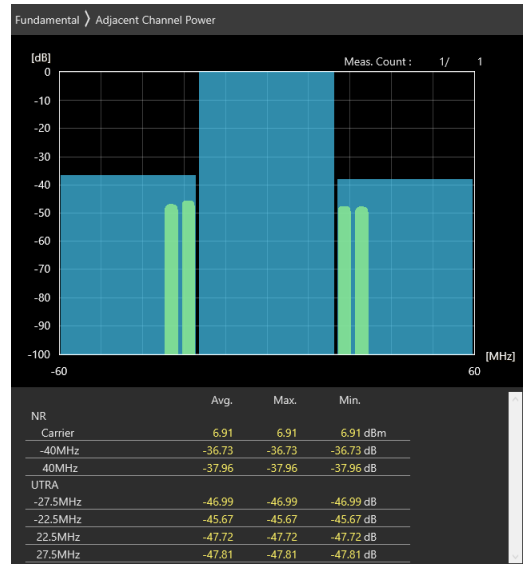 Fundamental 〉 Adjacent Channel Power
[dB]
Meas. Count :   1/   1
0
-10
-20
-30
-40
-50
-60
-70
-80
-90
-100
[MHz]
-60
60
Avg. Max. Min.
NR
Carrier 6.91 6.91 6.91 dBm
-40MHz -36.73 -36.73 -36.73 dB
40MHz -37.96 -37.96 -37.96 dB
UTRA
-27.5MHz -46.99 -46.99 -46.99 dB
-22.5MHz -45.67 -45.67 -45.67 dB
22.5MHz -47.72 -47.72 -47.72 dB
27.5MHz -47.81 -47.81 -47.81 dB